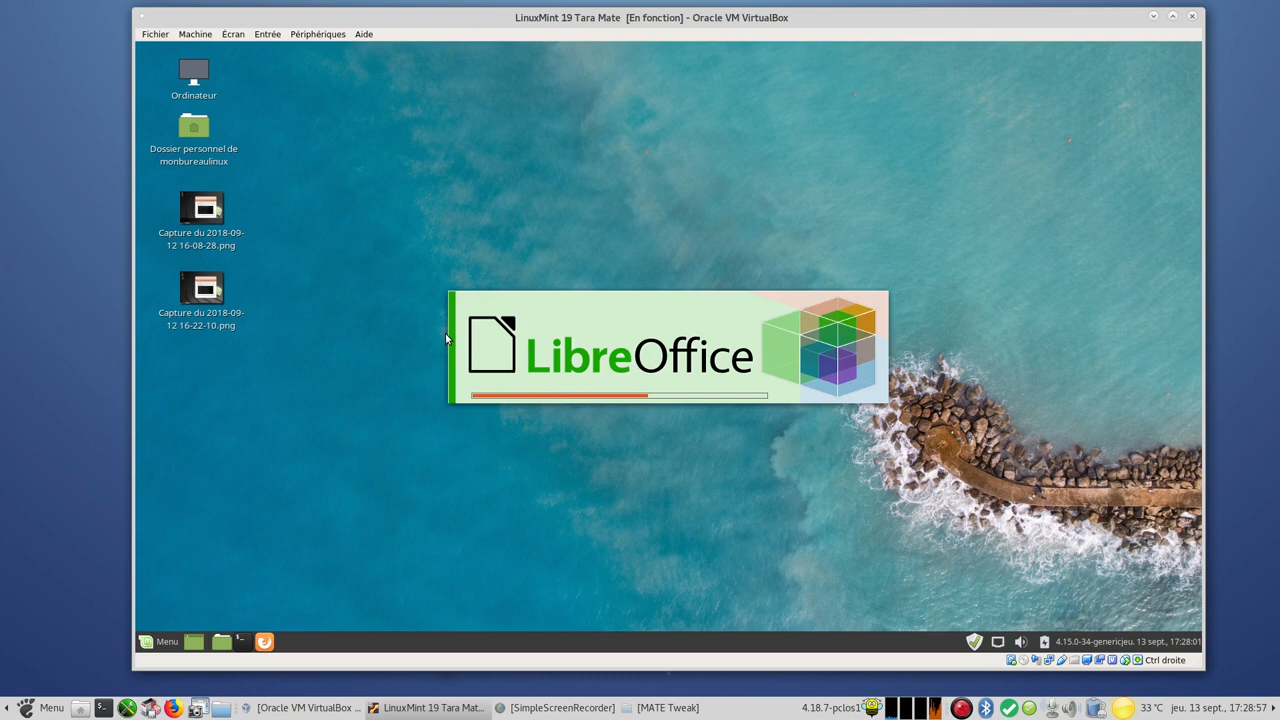 LinuxMint 19 Tara Mate [En fonction] - Oracle VM VirtualBox
Fichier Machine Écran Entrée Périphériques Aide
Ordinateur
Dossier personnel de
monbureaulinux
Capture du 2018-09-
12 16-08-28.png
Capture du 2018-09-
12 16-22-10.png
LibreOffice
Menu 4.15.0-34-genericjeu. 13 sept., 17:28:01
Ctrl droite
Menu [Oracle VM VirtualBox ... LinuxMint 19 Tara Mat... [SimpleScreenRecorder] [MATE Tweak] 4.18.7-pclos1 33 °C jeu. 13 sept., 17:28:57